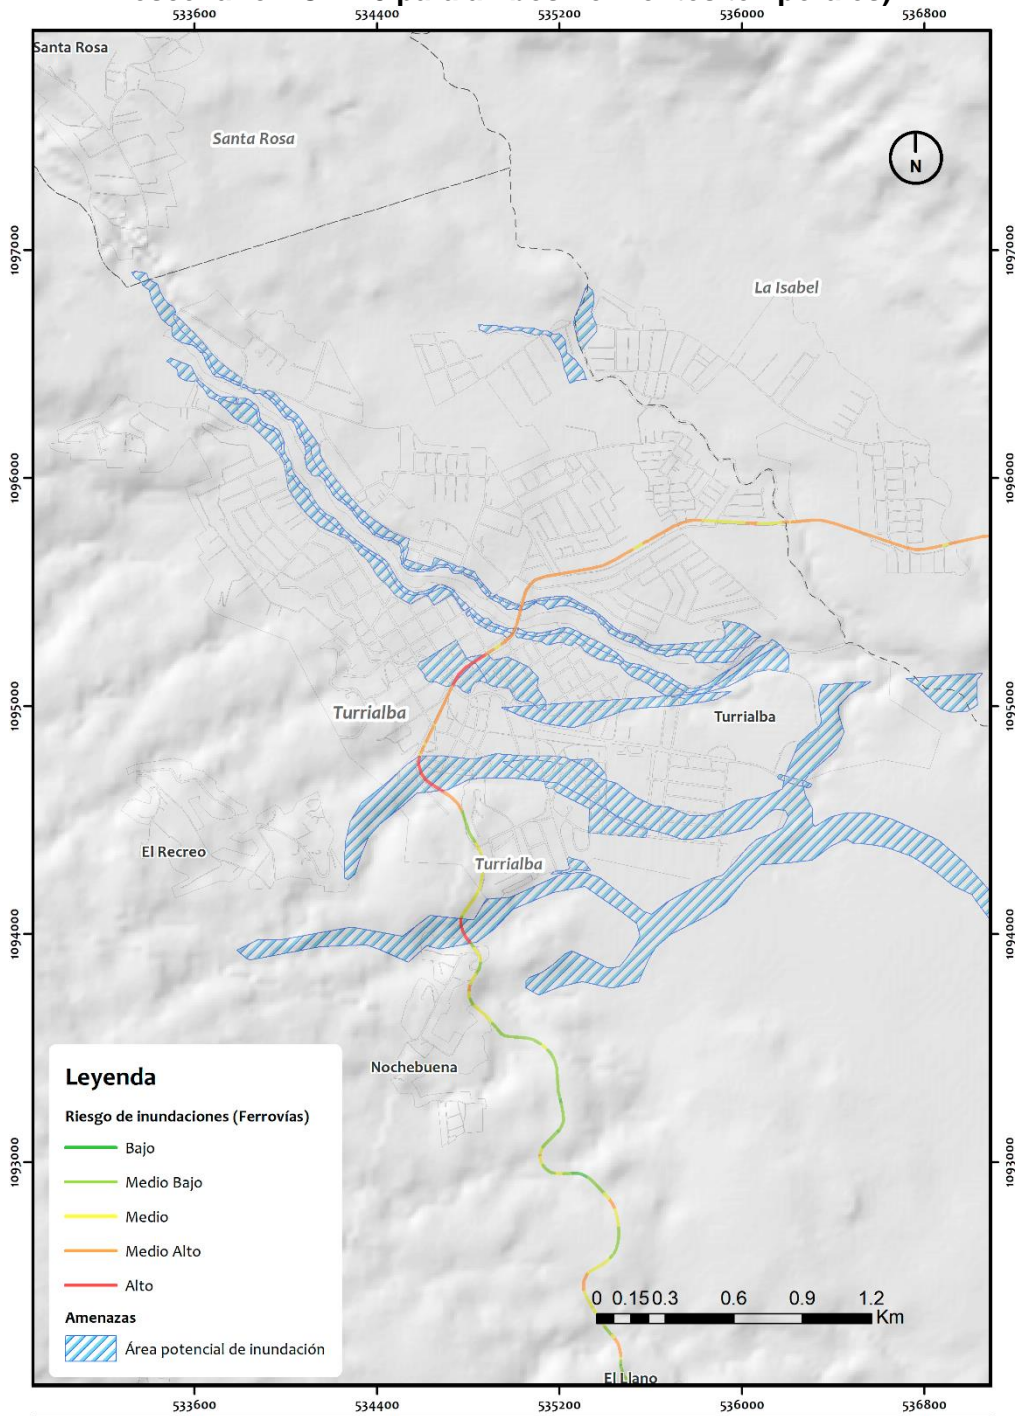 533600 534400 535200 536000 536800
Santa Rosa
Santa Rosa
N
1097000 1097000
La Isabel
1096000 1096000
1095000 1095000
Turrialba
Turrialba
El Recreo
Turrialba
1094000 1094000
Nochebuena
Leyenda
Riesgo de inundaciones (Ferrovías)
Bajo
Medio Bajo
Medio
Medio Alto
Alto
Amenazas
Área potencial de inundación
1093000 1093000
0 0.15 0.3 0.6 0.9 1.2
Km
El Llano
533600 534400 535200 536000 536800